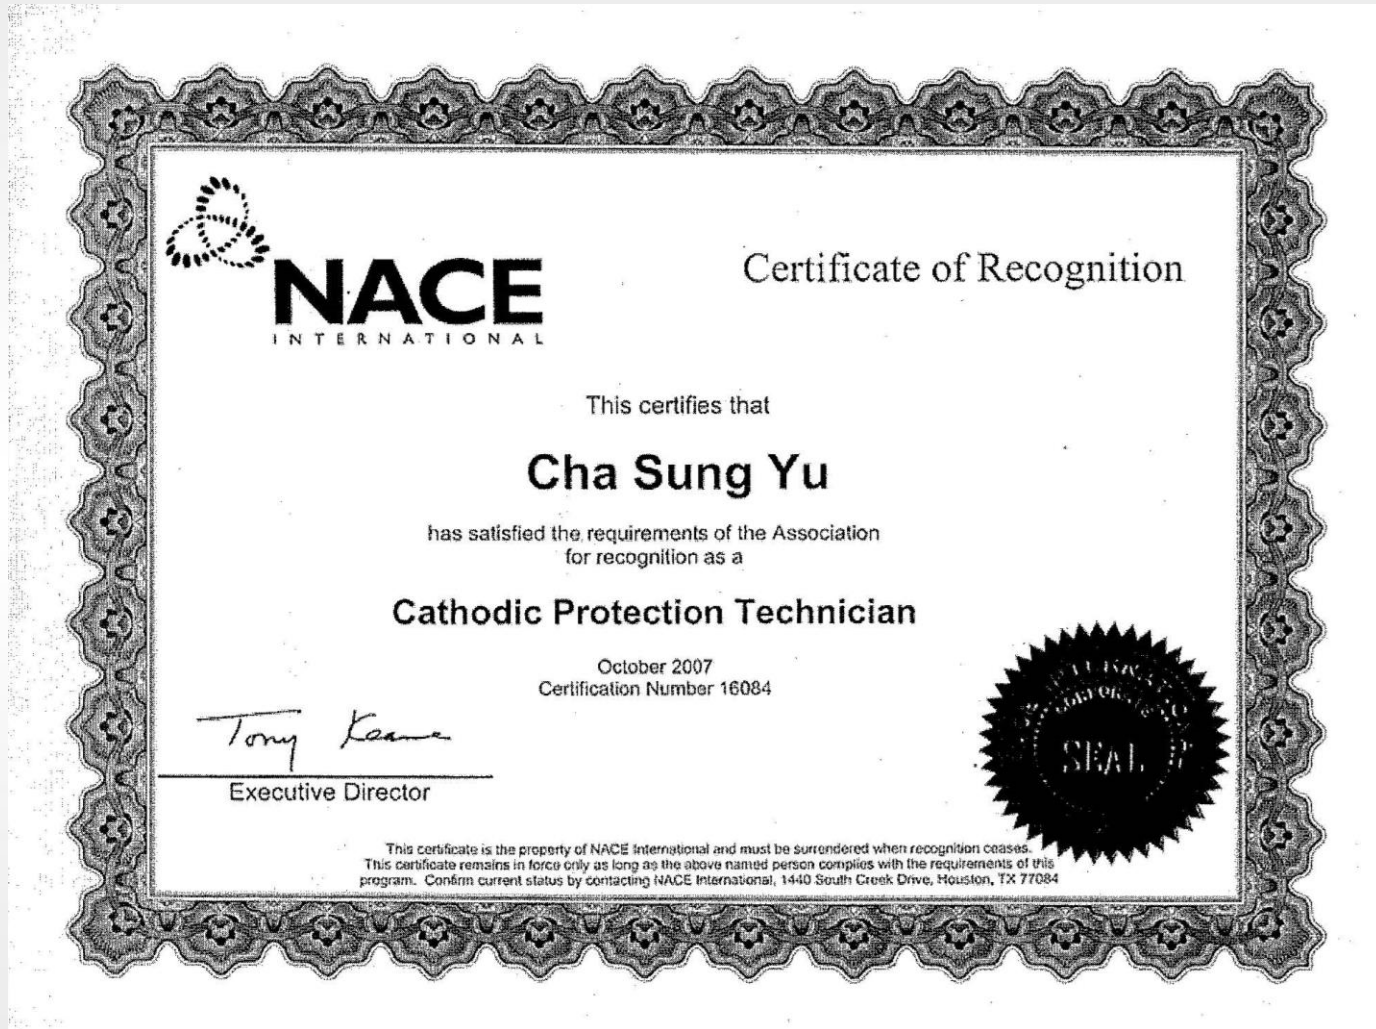 NACE
INTERNATIONAL
Certificate of Recognition
This certifies that
Cha Sung Yu
has satisfied the requirements of the Association
for recognition as a
Cathodic Protection Technician
October 2007
Certification Number 16084
Tony Keane
Executive Director
SEAL
This certificate is the property of NACE International and must be surrendered when recognition ceases.
This certificate remains in force only as long as the above named person complies with the requirements of this
program. Confirm current status by contacting NACE International, 1440 South Creek Drive, Houston, TX 77084